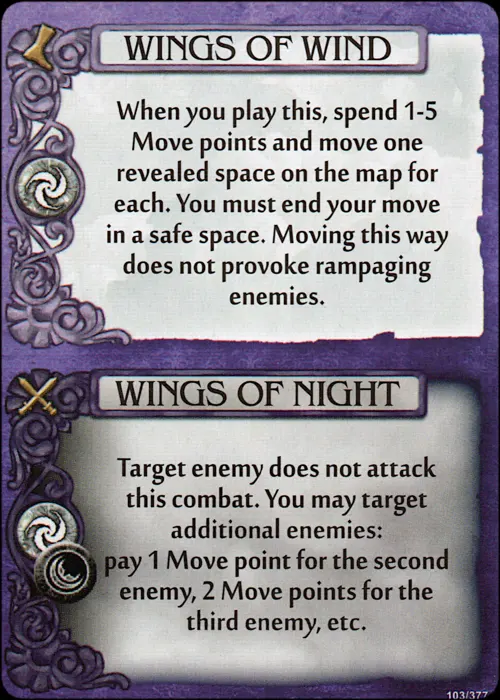 WINGS OF WIND
When you play this, spend 1-5
Move points and move one
revealed space on the map for
each. You must end your move
in a safe space. Moving this way
does not provoke rampaging
enemies.
WINGS OF NIGHT
Target enemy does not attack
this combat. You may target
additional enemies:
pay 1 Move point for the second
enemy, 2 Move points for the
third enemy, etc.
103/377